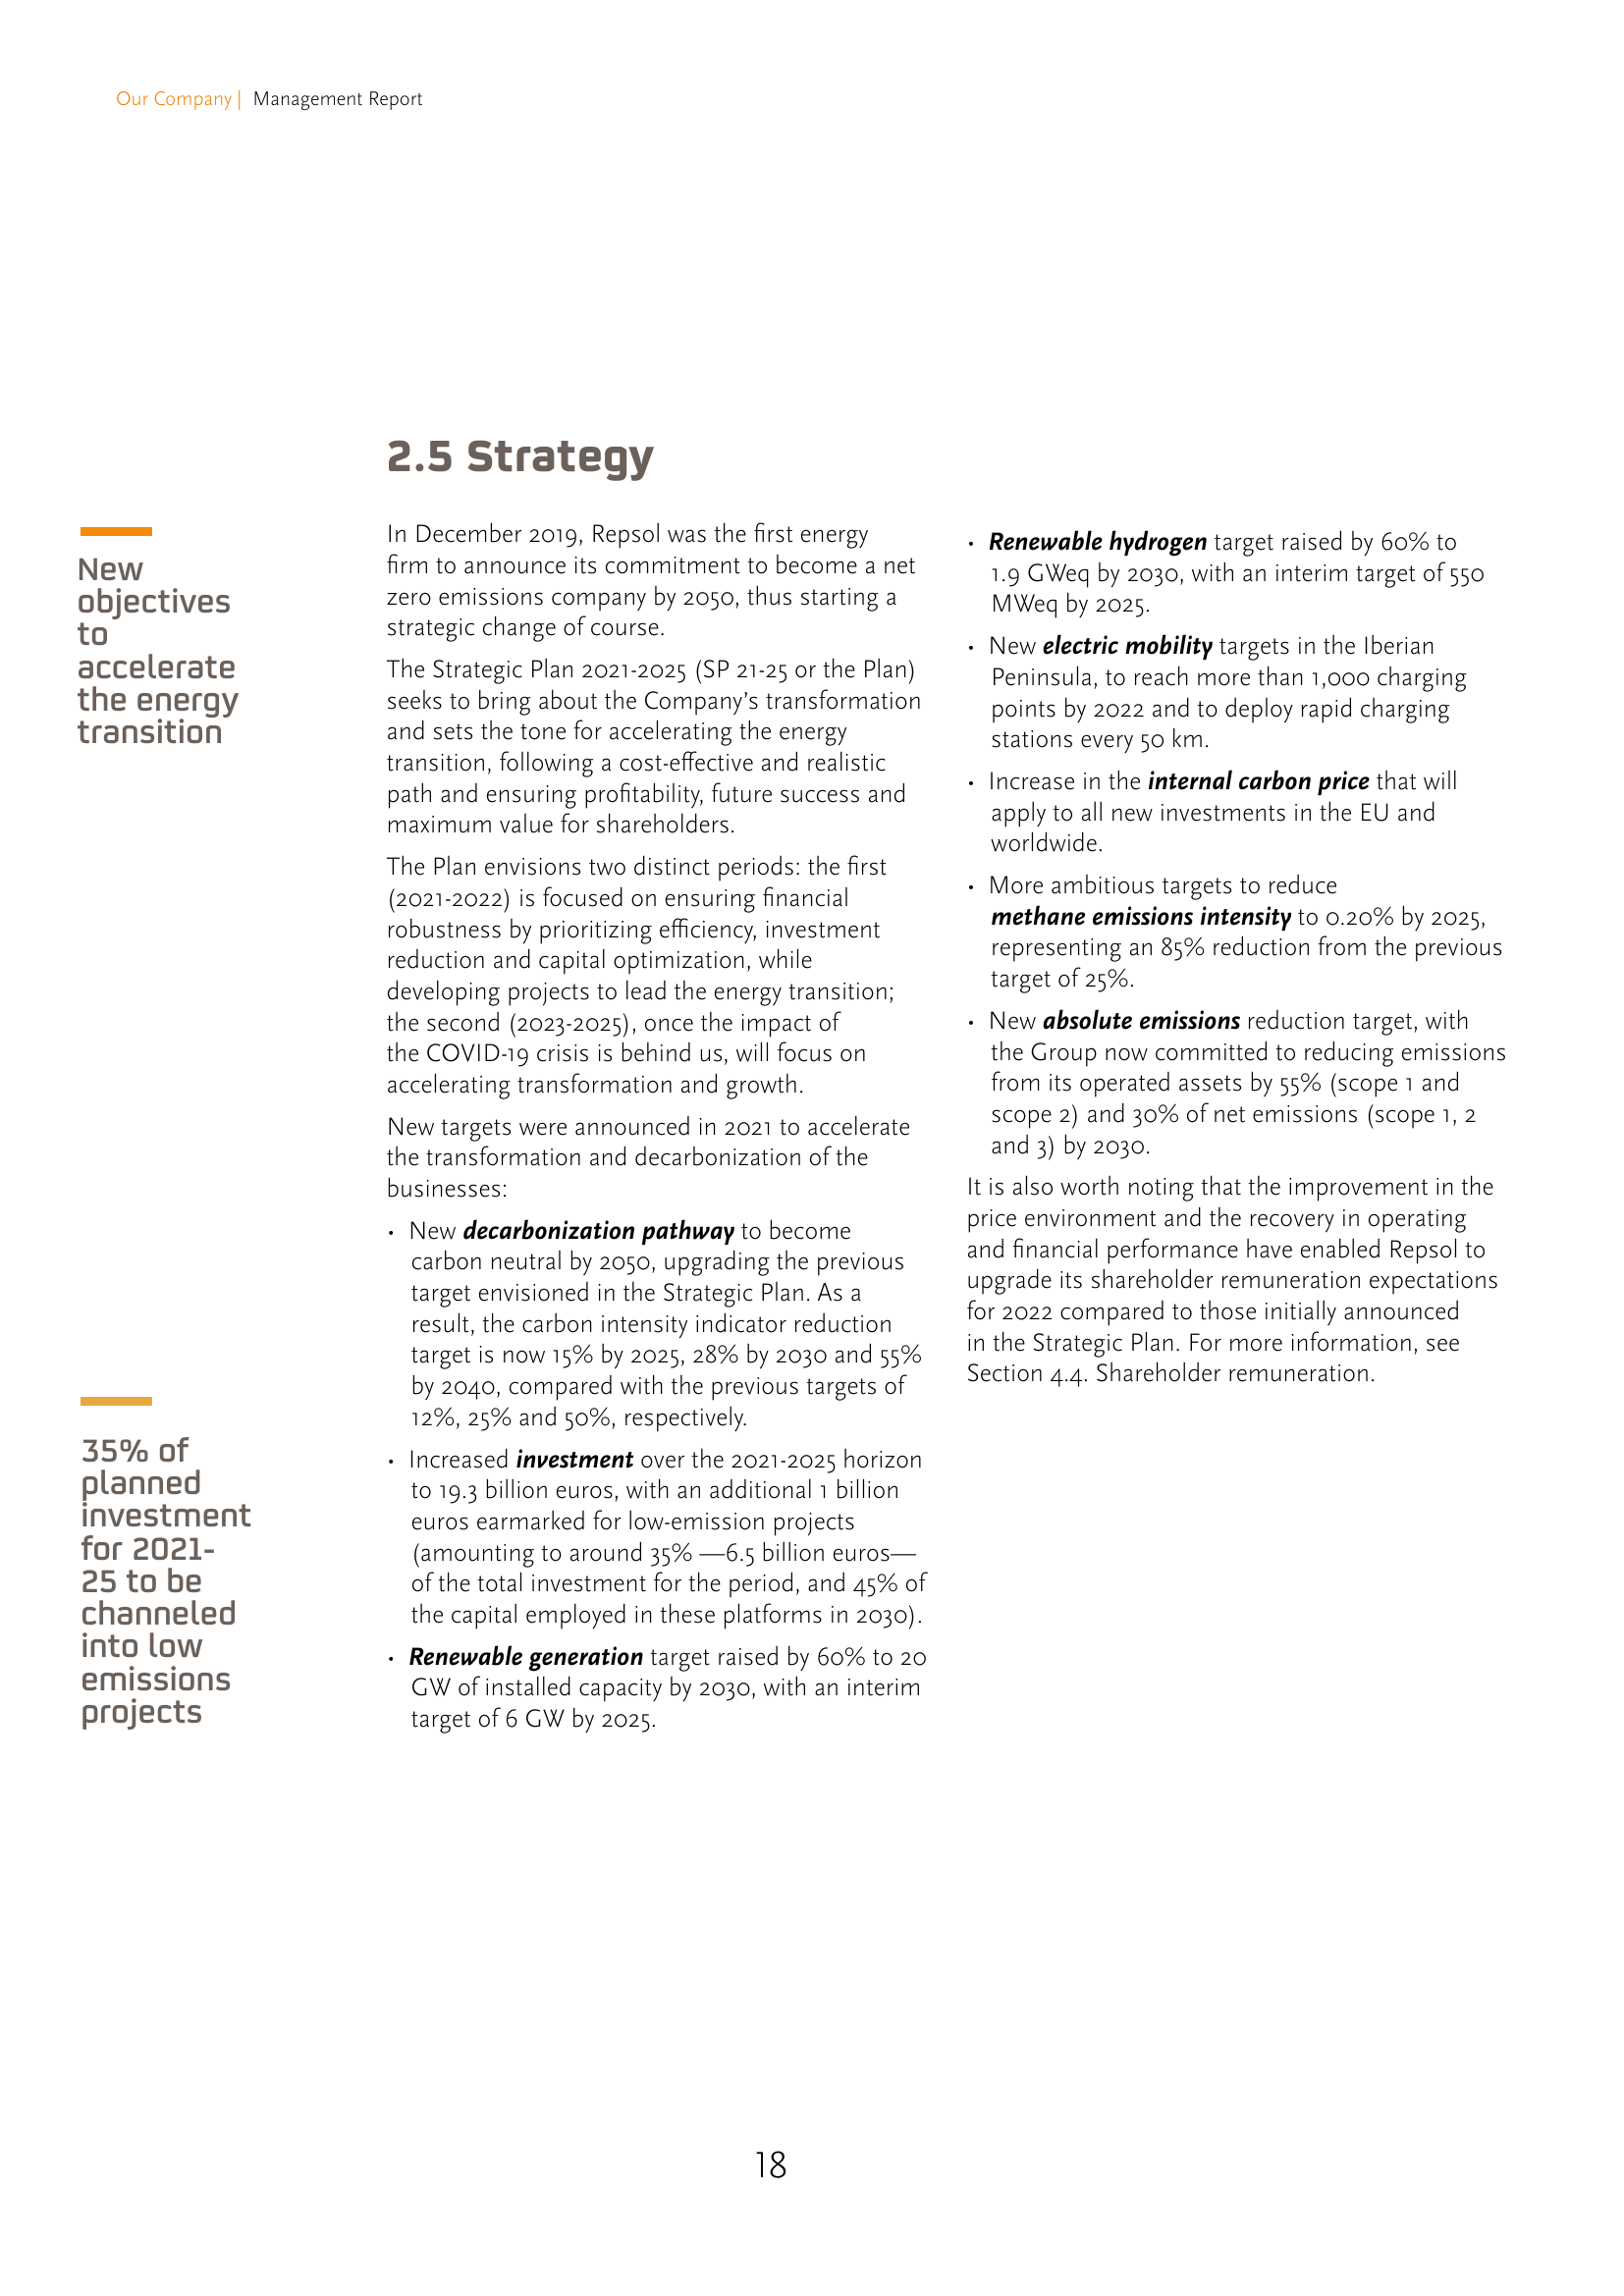 Our Company | Management Report
2.5 Strategy
New
objectives
to
accelerate
the energy
transition
35% of
planned
investment
for 2021-
25 to be
channeled
into low
emissions
projects
In December 2019, Repsol was the first energy
firm to announce its commitment to become a net
zero emissions company by 2050, thus starting a
strategic change of course.
The Strategic Plan 2021-2025 (SP 21-25 or the Plan)
seeks to bring about the Company's transformation
and sets the tone for accelerating the energy
transition, following a cost-effective and realistic
path and ensuring profitability, future success and
maximum value for shareholders.
The Plan envisions two distinct periods: the first
(2021-2022) is focused on ensuring financial
robustness by prioritizing efficiency, investment
reduction and capital optimization, while
developing projects to lead the energy transition;
the second (2023-2025), once the impact of
the COVID-19 crisis is behind us, will focus on
accelerating transformation and growth.
New targets were announced in 2021 to accelerate
the transformation and decarbonization of the
businesses:
• New decarbonization pathway to become
carbon neutral by 2050, upgrading the previous
target envisioned in the Strategic Plan. As a
result, the carbon intensity indicator reduction
target is now 15% by 2025, 28% by 2030 and 55%
by 2040, compared with the previous targets of
12%, 25% and 50%, respectively.
• Increased investment over the 2021-2025 horizon
to 19.3 billion euros, with an additional 1 billion
euros earmarked for low-emission projects
(amounting to around 35% —6.5 billion euros—
of the total investment for the period, and 45% of
the capital employed in these platforms in 2030).
• Renewable generation target raised by 60% to 20
GW of installed capacity by 2030, with an interim
target of 6 GW by 2025.
• Renewable hydrogen target raised by 60% to
1.9 GWeq by 2030, with an interim target of 550
MWeq by 2025.
• New electric mobility targets in the Iberian
Peninsula, to reach more than 1,000 charging
points by 2022 and to deploy rapid charging
stations every 50 km.
• Increase in the internal carbon price that will
apply to all new investments in the EU and
worldwide.
• More ambitious targets to reduce
methane emissions intensity to 0.20% by 2025,
representing an 85% reduction from the previous
target of 25%.
• New absolute emissions reduction target, with
the Group now committed to reducing emissions
from its operated assets by 55% (scope 1 and
scope 2) and 30% of net emissions (scope 1, 2
and 3) by 2030.
It is also worth noting that the improvement in the
price environment and the recovery in operating
and financial performance have enabled Repsol to
upgrade its shareholder remuneration expectations
for 2022 compared to those initially announced
in the Strategic Plan. For more information, see
Section 4.4. Shareholder remuneration.
18